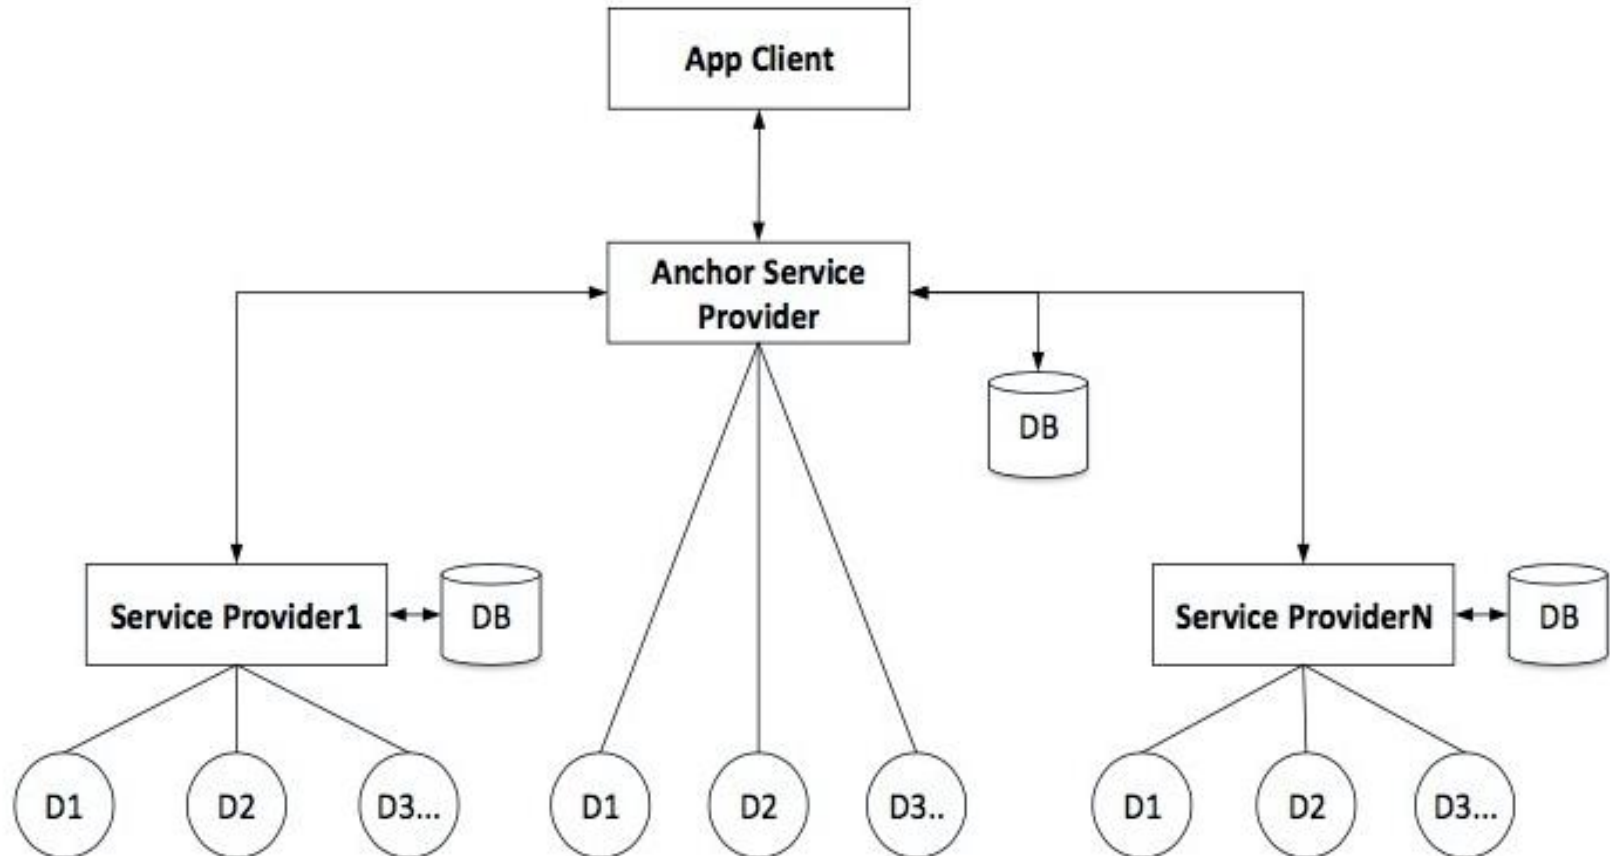 App Client
Anchor Service
Provider
DB
Service Provider1
DB
Service ProviderN
DB
D1
D2
D3...
D1
D2
D3..
D1
D2
D3...